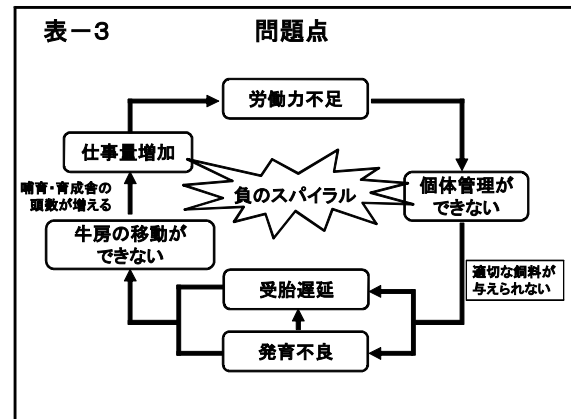 表－3
問題点
労働力不足
仕事量増加
負のスパイラル
個体管理が
できない
哺育・育成舎の
頭数が増える
牛房の移動が
できない
適切な飼料が
与えられない
受胎遅延
発育不良